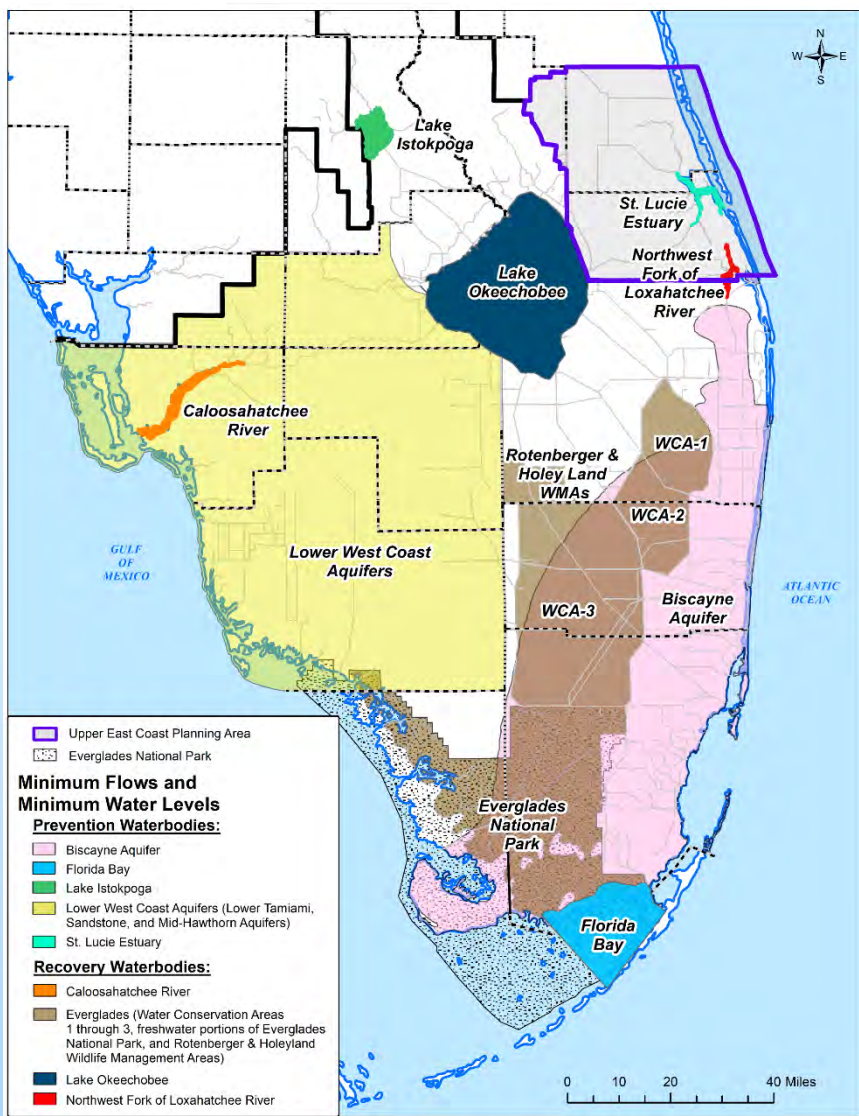 N
W E
S
Lake
Istokpoga
St. Lucie
Estuary
Northwest
Fork of
Loxahatchee
River
Lake
Okeechobee
Caloosahatchee
River
WCA-1
Rotenberger &
Holey Land
WMAs
WCA-2
Lower West Coast
Aquifers
GULF
OF
MEXICO
WCA-3
Biscayne
Aquifer
ATLANTIC
OCEAN
Everglades
National
Park
Florida
Bay
Upper East Coast Planning Area
Everglades National Park
Minimum Flows and
Minimum Water Levels
Prevention Waterbodies:
Biscayne Aquifer
Florida Bay
Lake Istokpoga
Lower West Coast Aquifers (Lower Tamiami,
Sandstone, and Mid-Hawthorn Aquifers)
St. Lucie Estuary
Recovery Waterbodies:
Caloosahatchee River
Everglades (Water Conservation Areas
1 through 3, freshwater portions of Everglades
National Park, and Rotenberger & Holeyland
Wildlife Management Areas)
Lake Okeechobee
Northwest Fork of Loxahatchee River
0 10 20 40 Miles